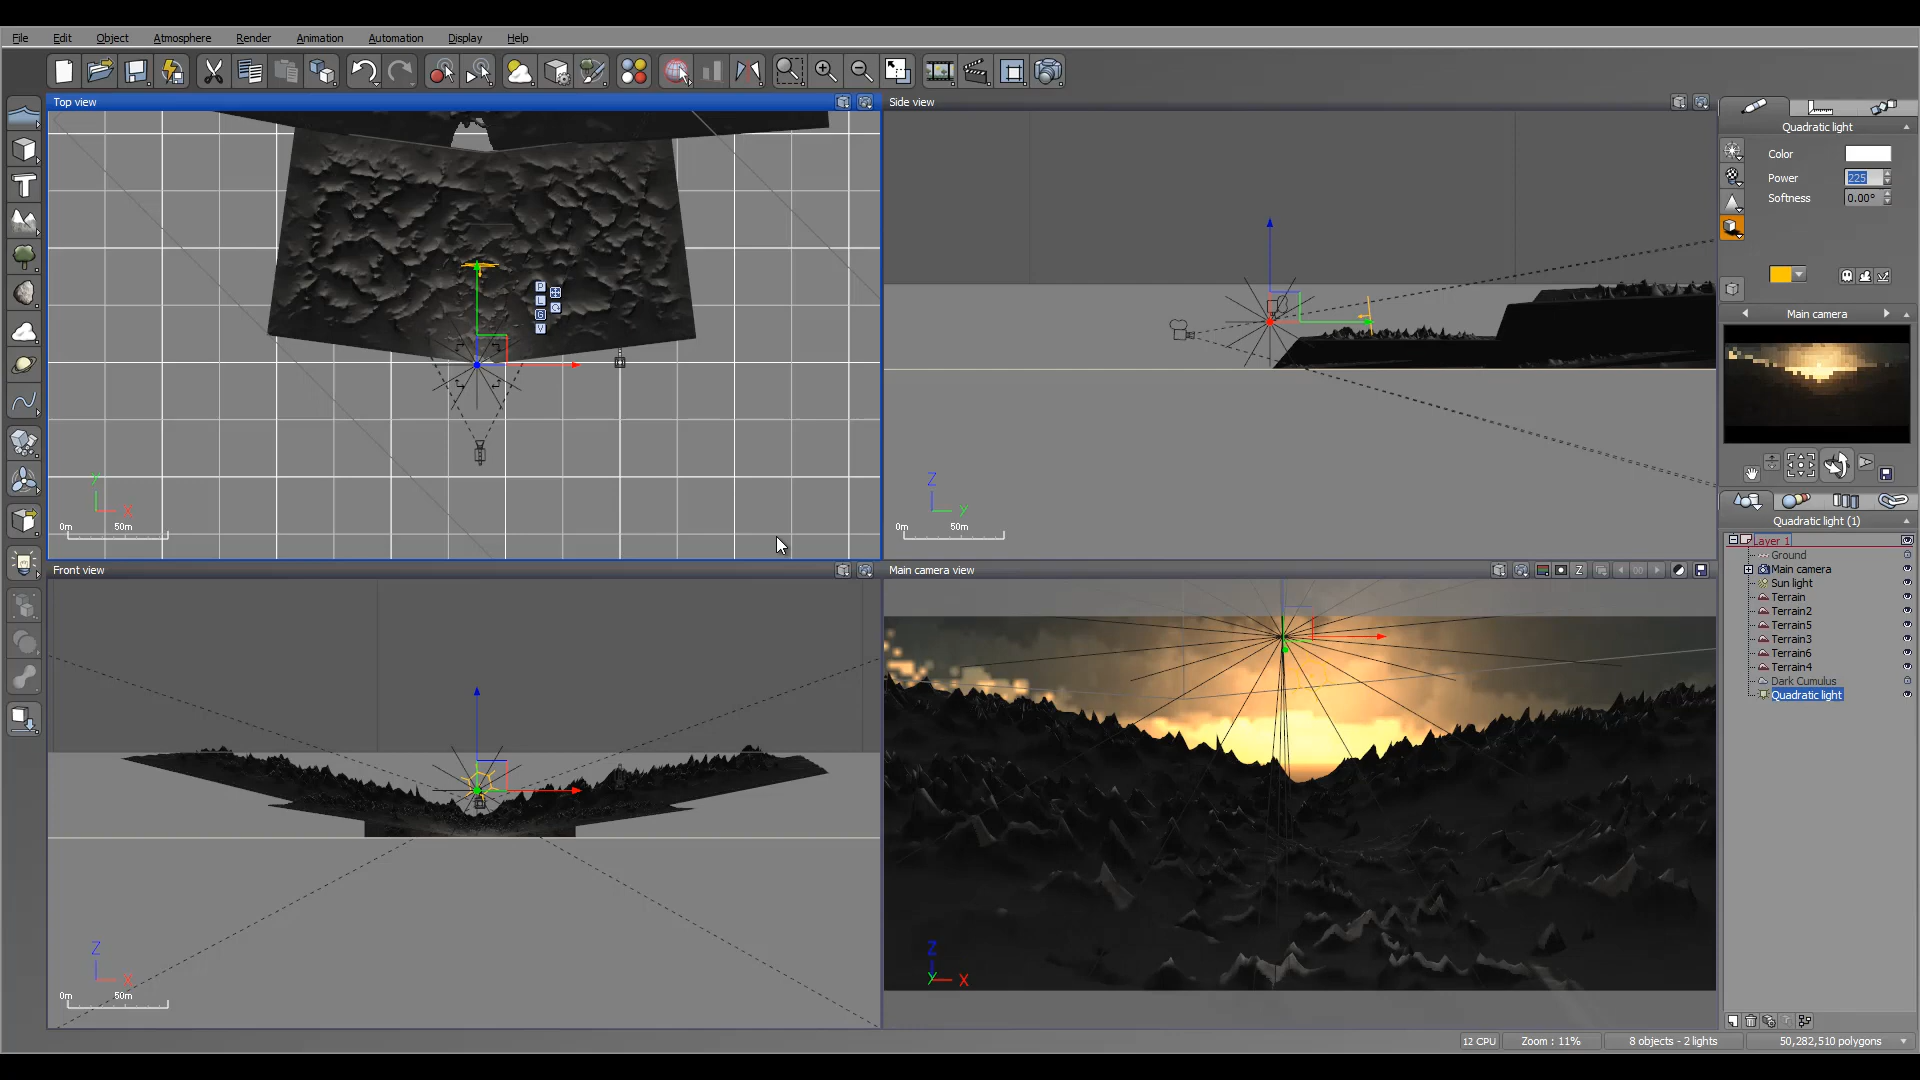 File Edit Object Atmosphere Render Animation Automation Display Help
Top view
Side view
Quadratic light
Color
Power 225
Softness 0.00°
P
L
G
V
Main camera
Y
X
0m 50m
Z
Y
0m 50m
Quadratic light (1)
Layer 1
Ground
Main camera
Sun light
Terrain
Terrain2
Terrain5
Terrain3
Terrain6
Terrain4
Dark Cumulus
Quadratic light
Front view
Main camera view
Z
Z
X
0m 50m
Z
Y
X
12 CPU Zoom : 11% 8 objects - 2 lights 50,282,510 polygons